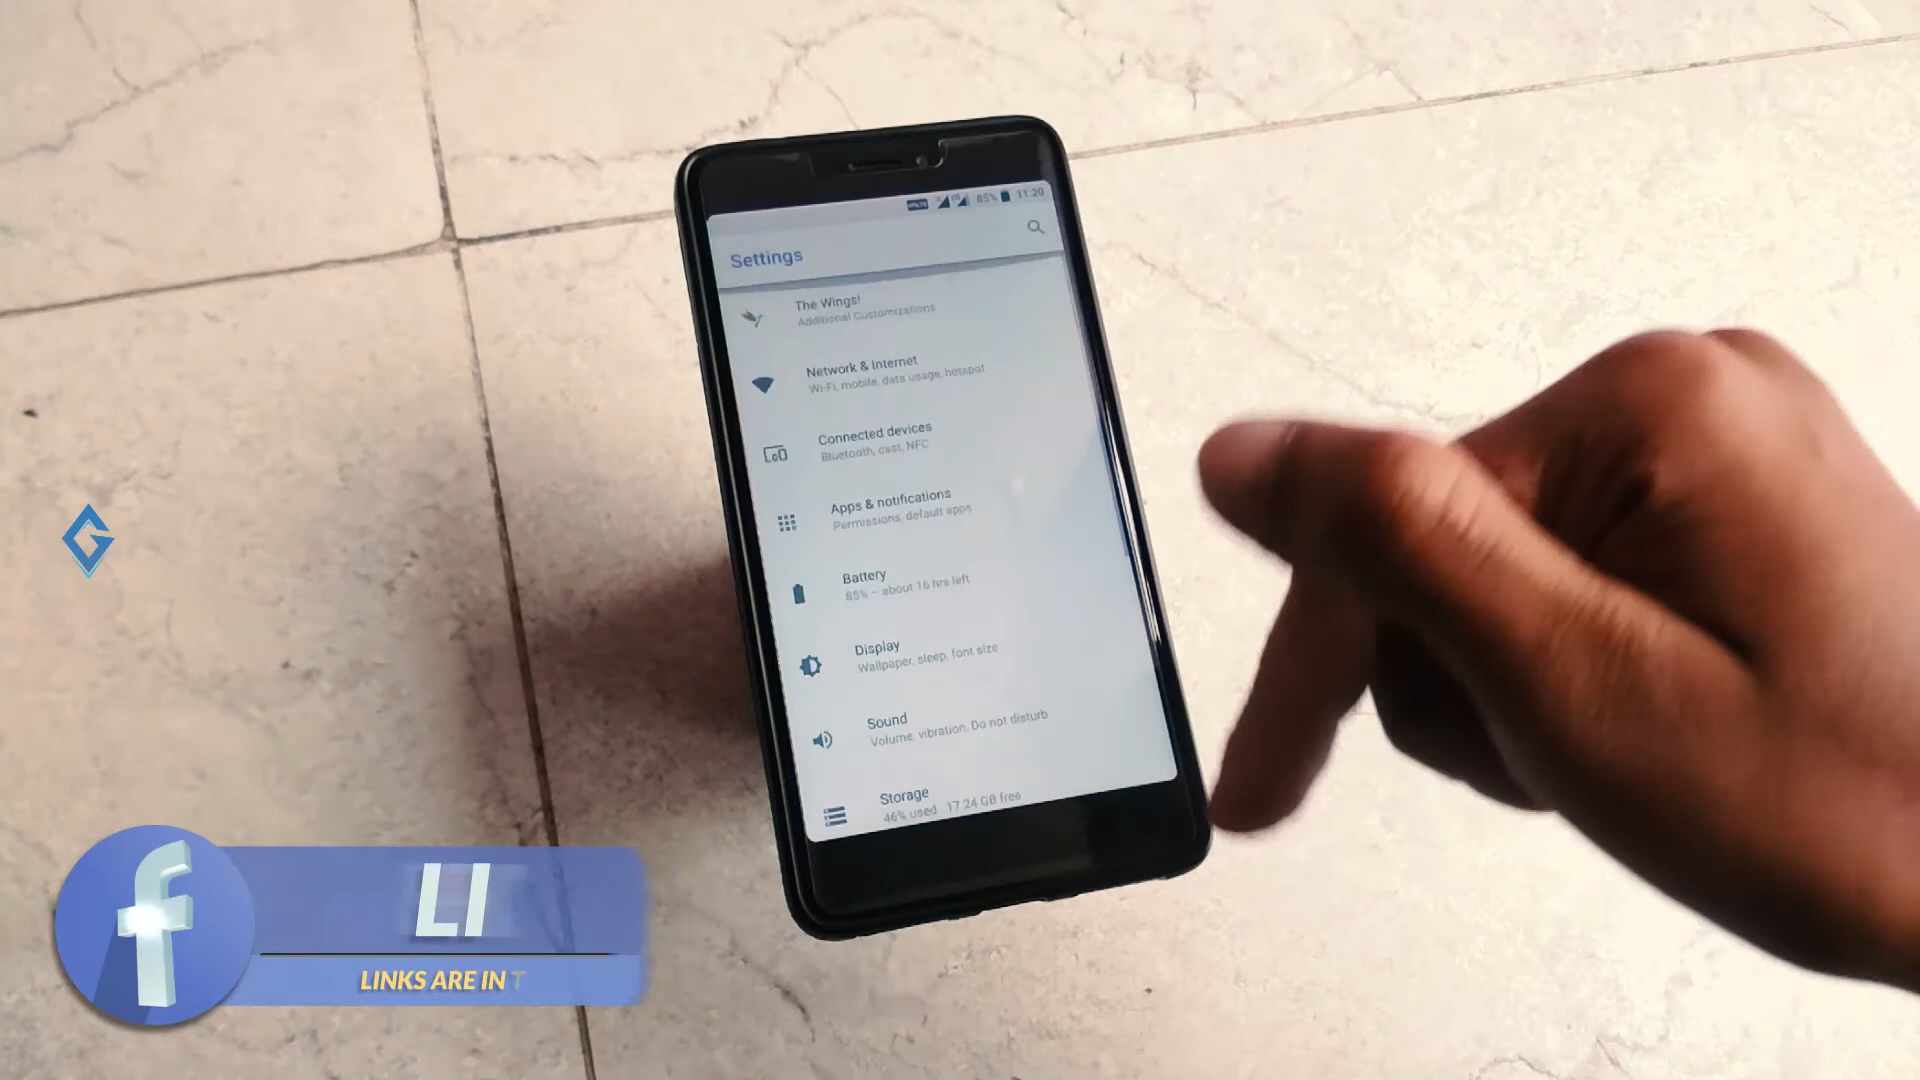 85% 11:20
Settings
The Wings!
Additional Customizations
Network & Internet
Wi-Fi, mobile, data usage, hotspot
Connected devices
Bluetooth, cast, NFC
Apps & notifications
Permissions, default apps
Battery
85% – about 16 hrs left
Display
Wallpaper, sleep, font size
Sound
Volume, vibration, Do not disturb
Storage
46% used 17.24 GB free
LI
LINKS ARE IN T